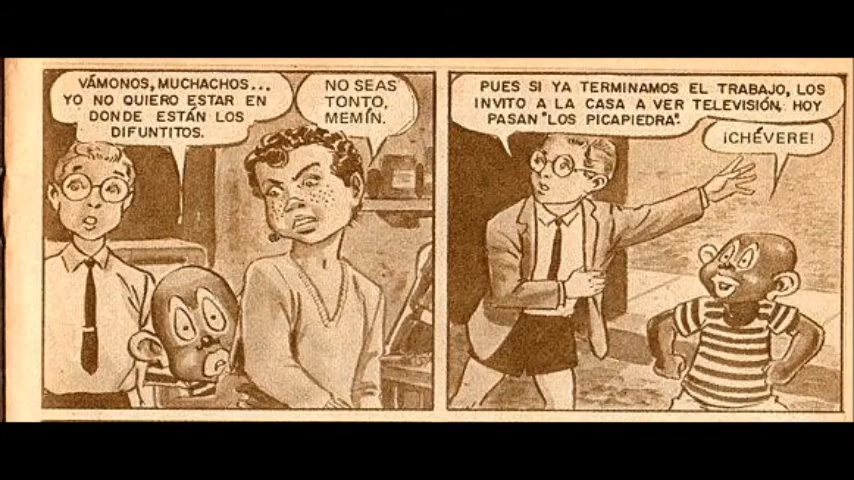 VÁMONOS, MUCHACHOS...
YO NO QUIERO ESTAR EN
DONDE ESTÁN LOS
DIFUNTITOS.
NO SEAS
TONTO,
MEMÍN.
PUES SI YA TERMINAMOS EL TRABAJO, LOS
INVITO A LA CASA A VER TELEVISIÓN. HOY
PASAN "LOS PICAPIEDRA".
¡CHÉVERE!